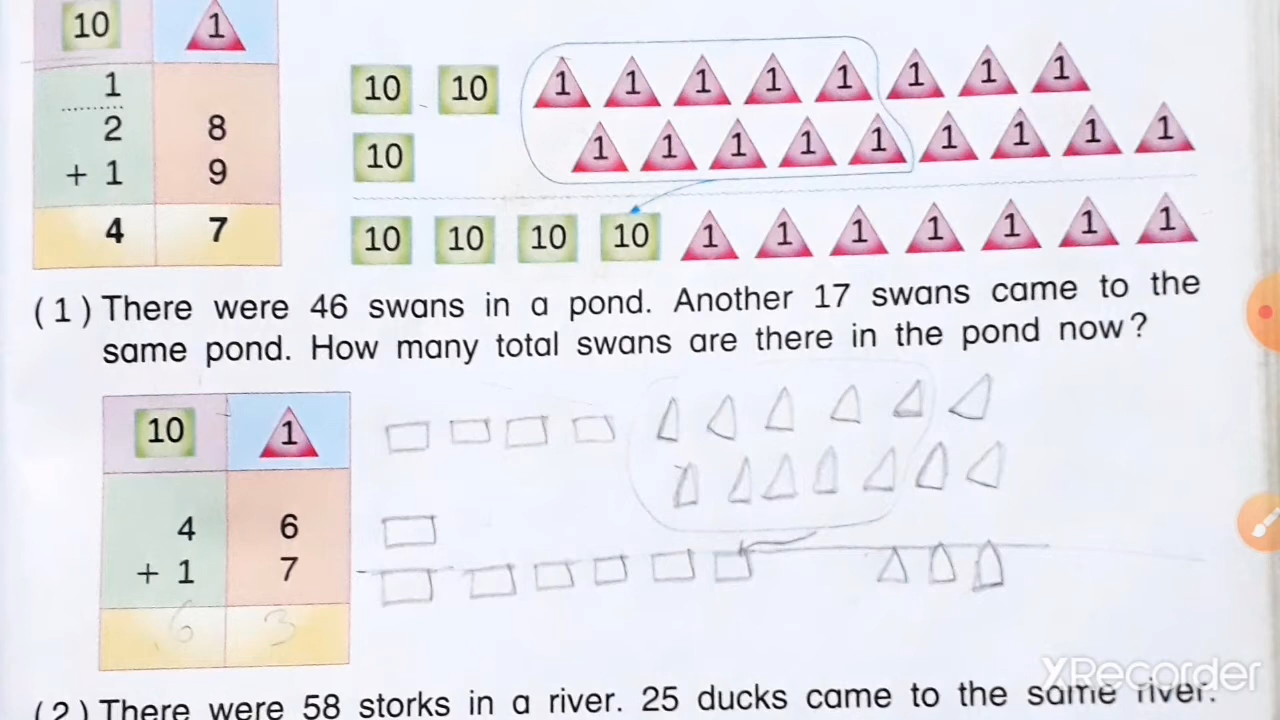 10 1
1
2 8
+ 1 9
4 7
10 10 1 1 1 1 1 1 1 1
10 1 1 1 1 1 1 1 1 1
10 10 10 10 1 1 1 1 1 1 1
(1) There were 46 swans in a pond. Another 17 swans came to the
same pond. How many total swans are there in the pond now?
10 1
4 6
+ 1 7
6 3
(2) There were 58 storks in a river. 25 ducks came to the same river.
XRecorder